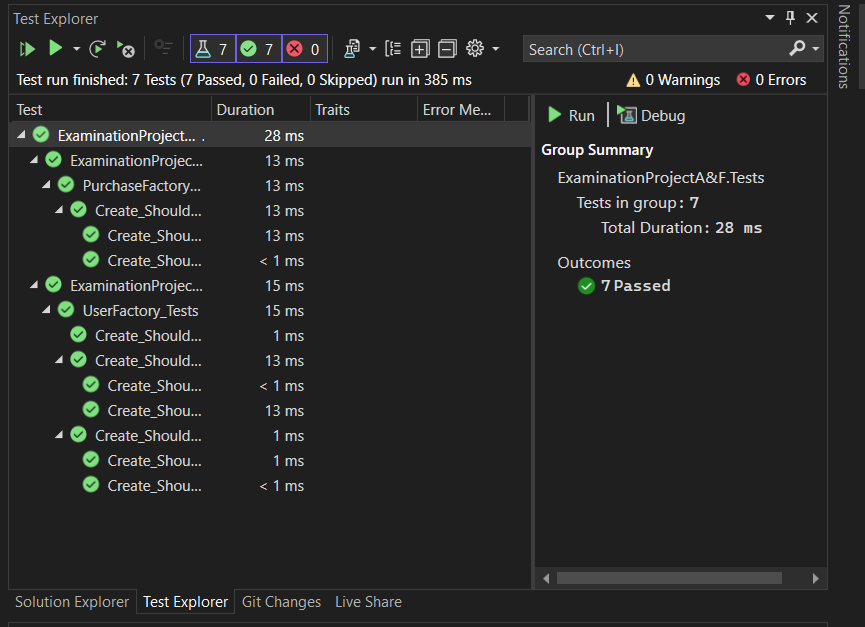 Test Explorer
Notifications
7 7 0
Search (Ctrl+I)
Test run finished: 7 Tests (7 Passed, 0 Failed, 0 Skipped) run in 385 ms
0 Warnings 0 Errors
Test Duration Traits Error Me...
ExaminationProject... . 28 ms
ExaminationProjec... 13 ms
PurchaseFactory... 13 ms
Create_Should... 13 ms
Create_Shou... 13 ms
Create_Shou... < 1 ms
ExaminationProjec... 15 ms
UserFactory_Tests 15 ms
Create_Should... 1 ms
Create_Should... 13 ms
Create_Shou... < 1 ms
Create_Shou... 13 ms
Create_Should... 1 ms
Create_Shou... 1 ms
Create_Shou... < 1 ms
Run Debug
Group Summary
ExaminationProjectA&F.Tests
Tests in group: 7
Total Duration: 28 ms
Outcomes
7 Passed
Solution Explorer Test Explorer Git Changes Live Share